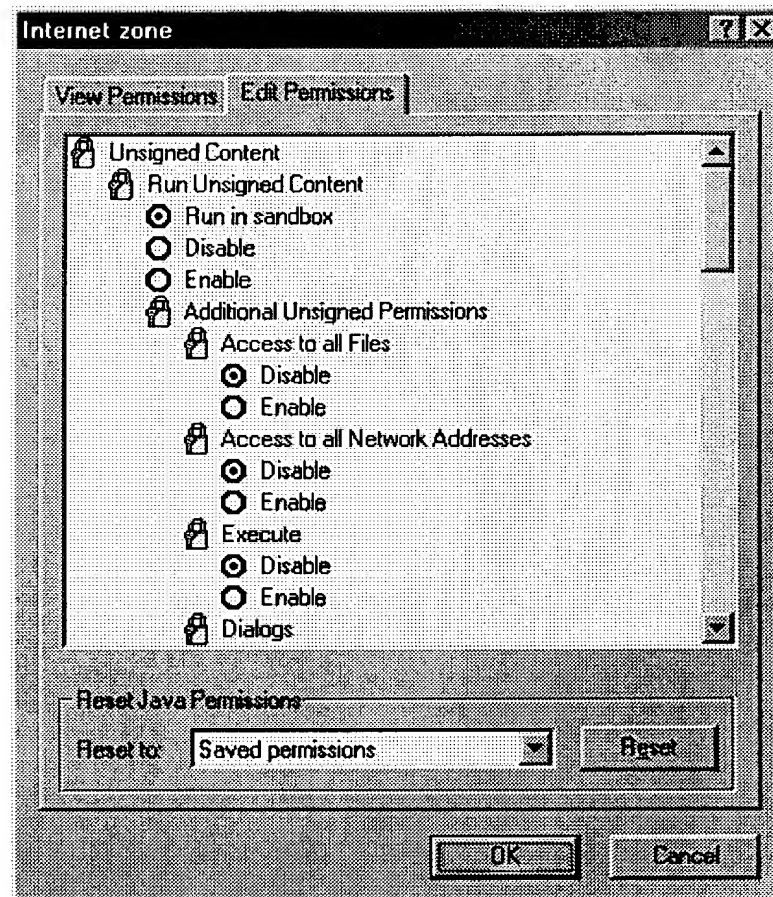 Internet zone
View Permissions Edit Permissions
Unsigned Content
Run Unsigned Content
Run in sandbox
Disable
Enable
Additional Unsigned Permissions
Access to all Files
Disable
Enable
Access to all Network Addresses
Disable
Enable
Execute
Disable
Enable
Dialogs
Reset Java Permissions
Reset to: Saved permissions Reset
OK Cancel